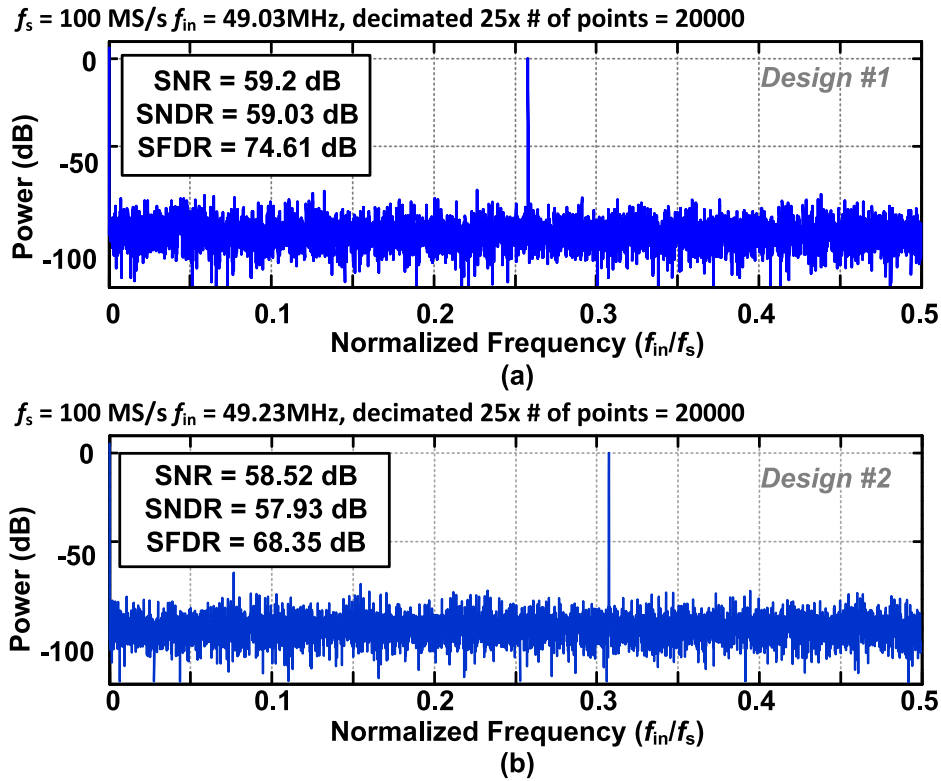 fs = 100 MS/s fin = 49.03MHz, decimated 25x # of points = 20000
Design #1
SNR = 59.2 dB
SNDR = 59.03 dB
SFDR = 74.61 dB
Power (dB)
0
-50
-100
0 0.1 0.2 0.3 0.4 0.5
Normalized Frequency (fin/fs)
(a)
fs = 100 MS/s fin = 49.23MHz, decimated 25x # of points = 20000
Design #2
SNR = 58.52 dB
SNDR = 57.93 dB
SFDR = 68.35 dB
Power (dB)
0
-50
-100
0 0.1 0.2 0.3 0.4 0.5
Normalized Frequency (fin/fs)
(b)